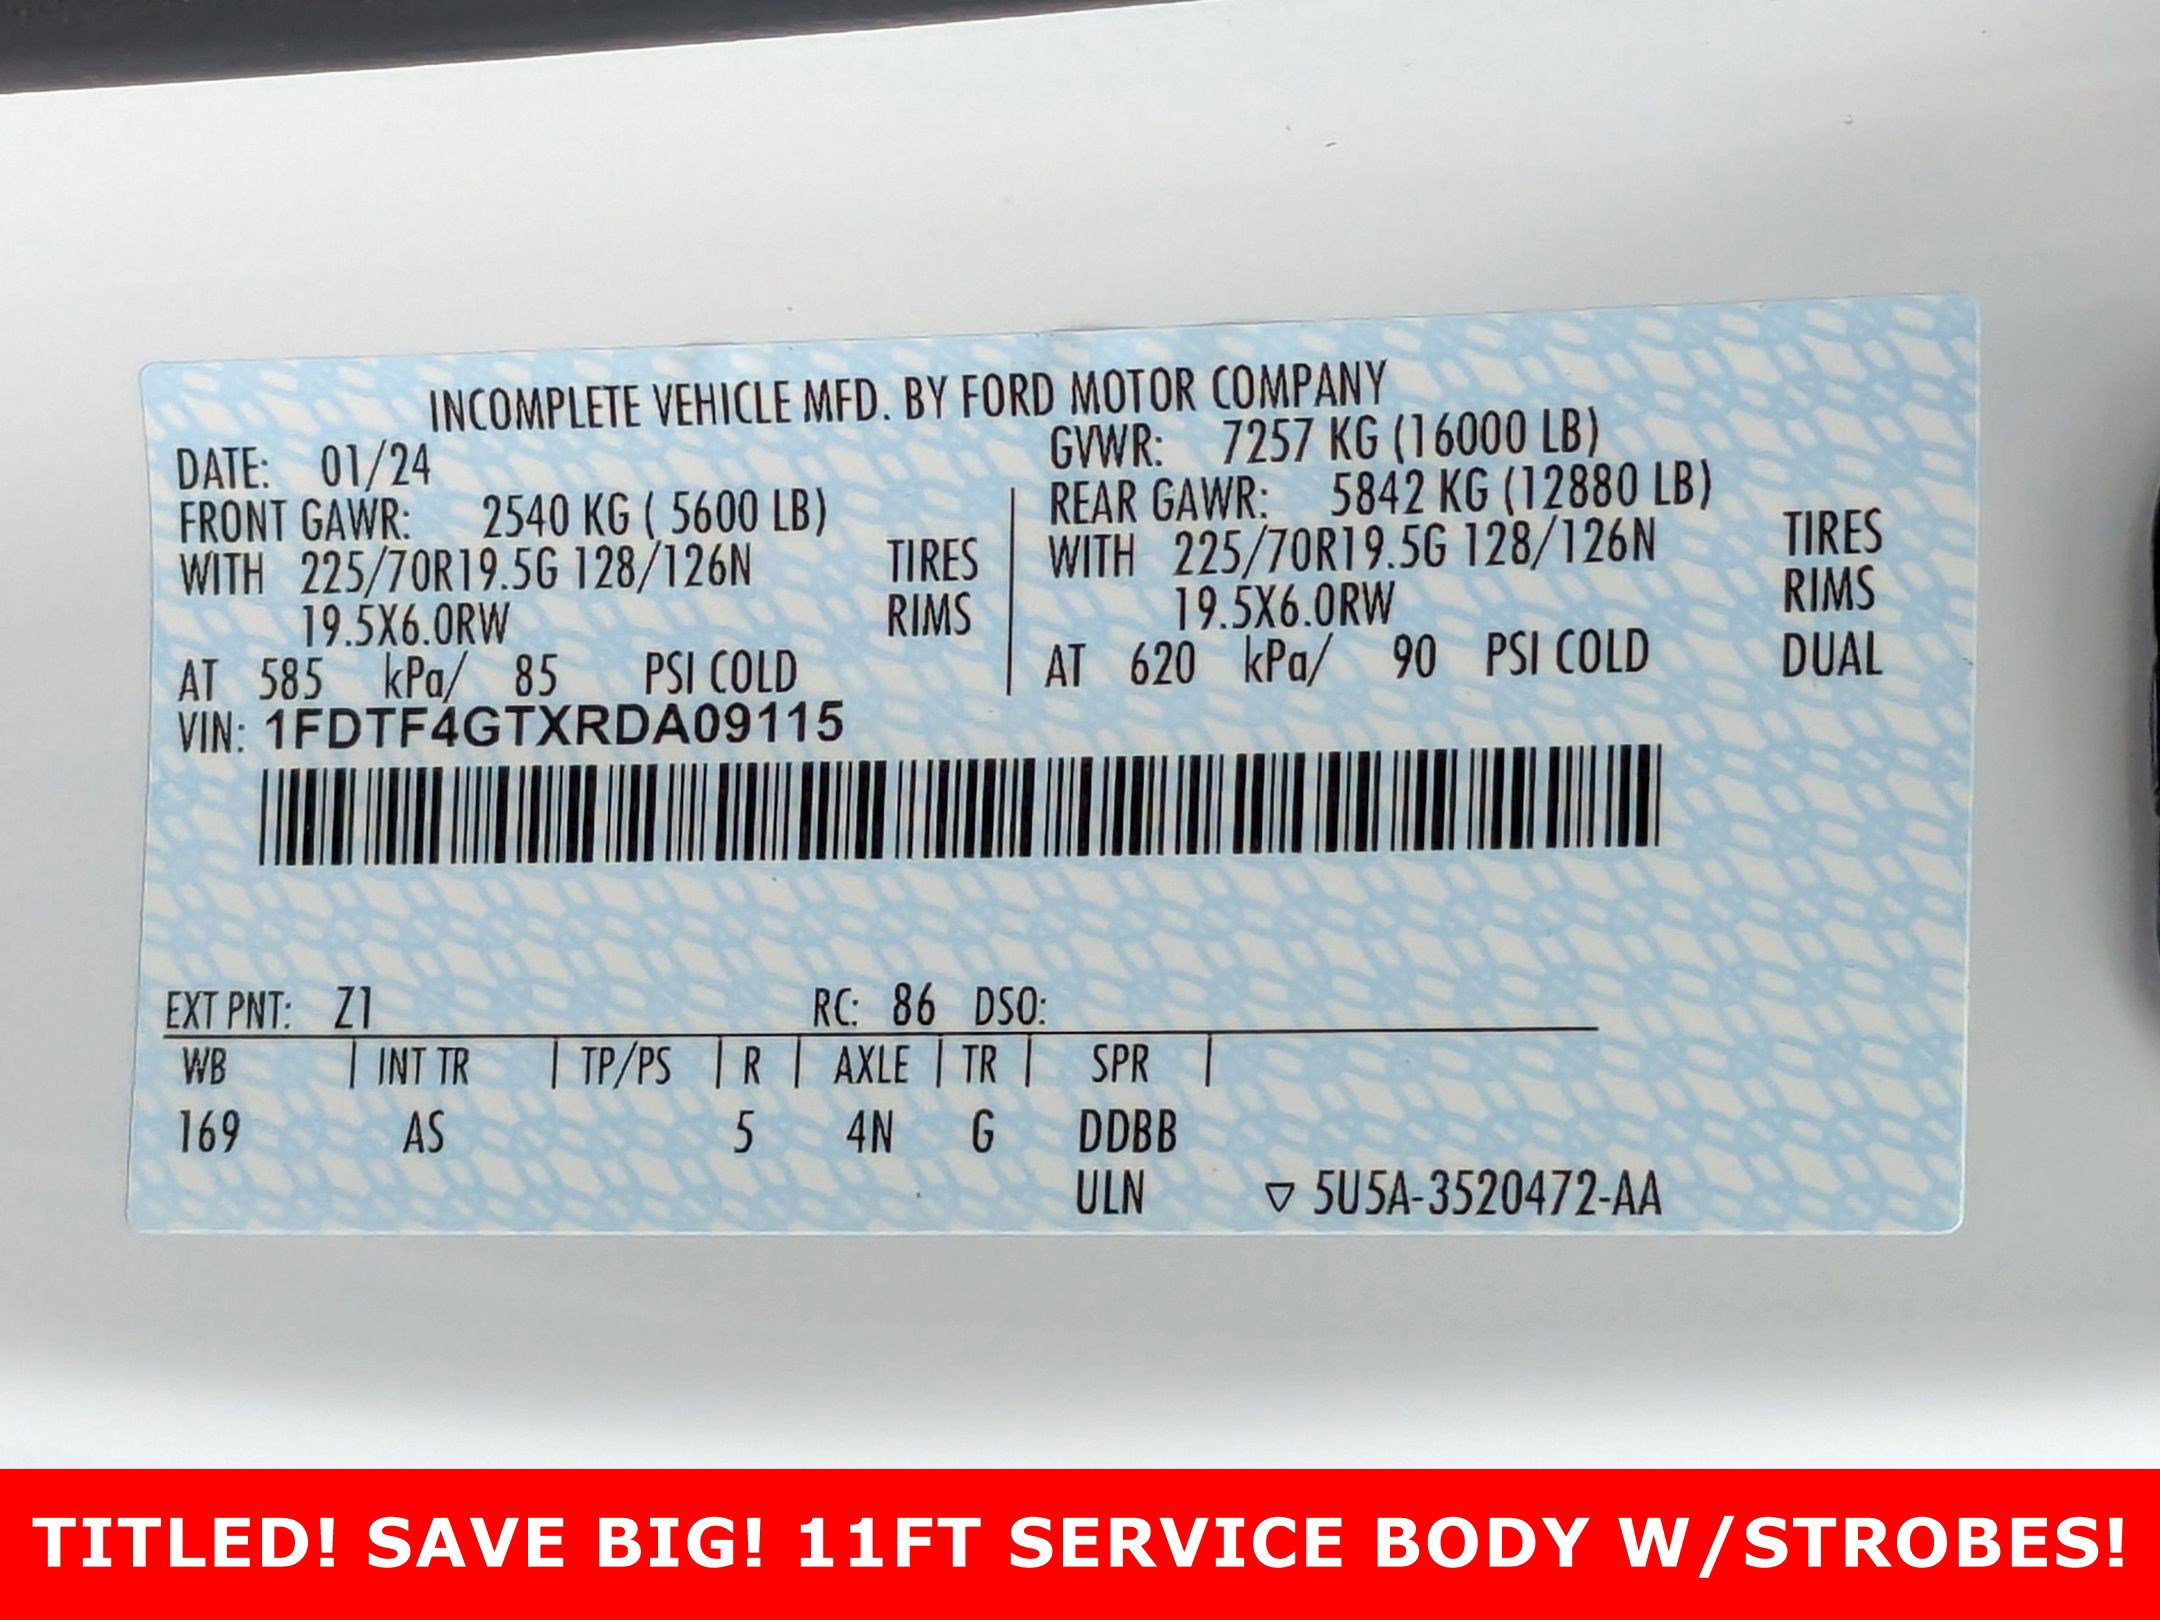 INCOMPLETE VEHICLE MFD. BY FORD MOTOR COMPANY
DATE: 01/24 GVWR: 7257 KG (16000 LB)
FRONT GAWR: 2540 KG ( 5600 LB) REAR GAWR: 5842 KG (12880 LB)
WITH 225/70R19.5G 128/126N TIRES WITH 225/70R19.5G 128/126N TIRES
19.5X6.0RW RIMS 19.5X6.0RW RIMS
AT 585 kPa/ 85 PSI COLD AT 620 kPa/ 90 PSI COLD DUAL
VIN: 1FDTF4GTXRDA09115
EXT PNT: Z1 RC: 86 DSO:
WB | INT TR | TP/PS | R | AXLE | TR | SPR |
169 AS 5 4N G DDBB
ULN ▽ 5U5A-3520472-AA
TITLED! SAVE BIG! 11FT SERVICE BODY W/STROBES!